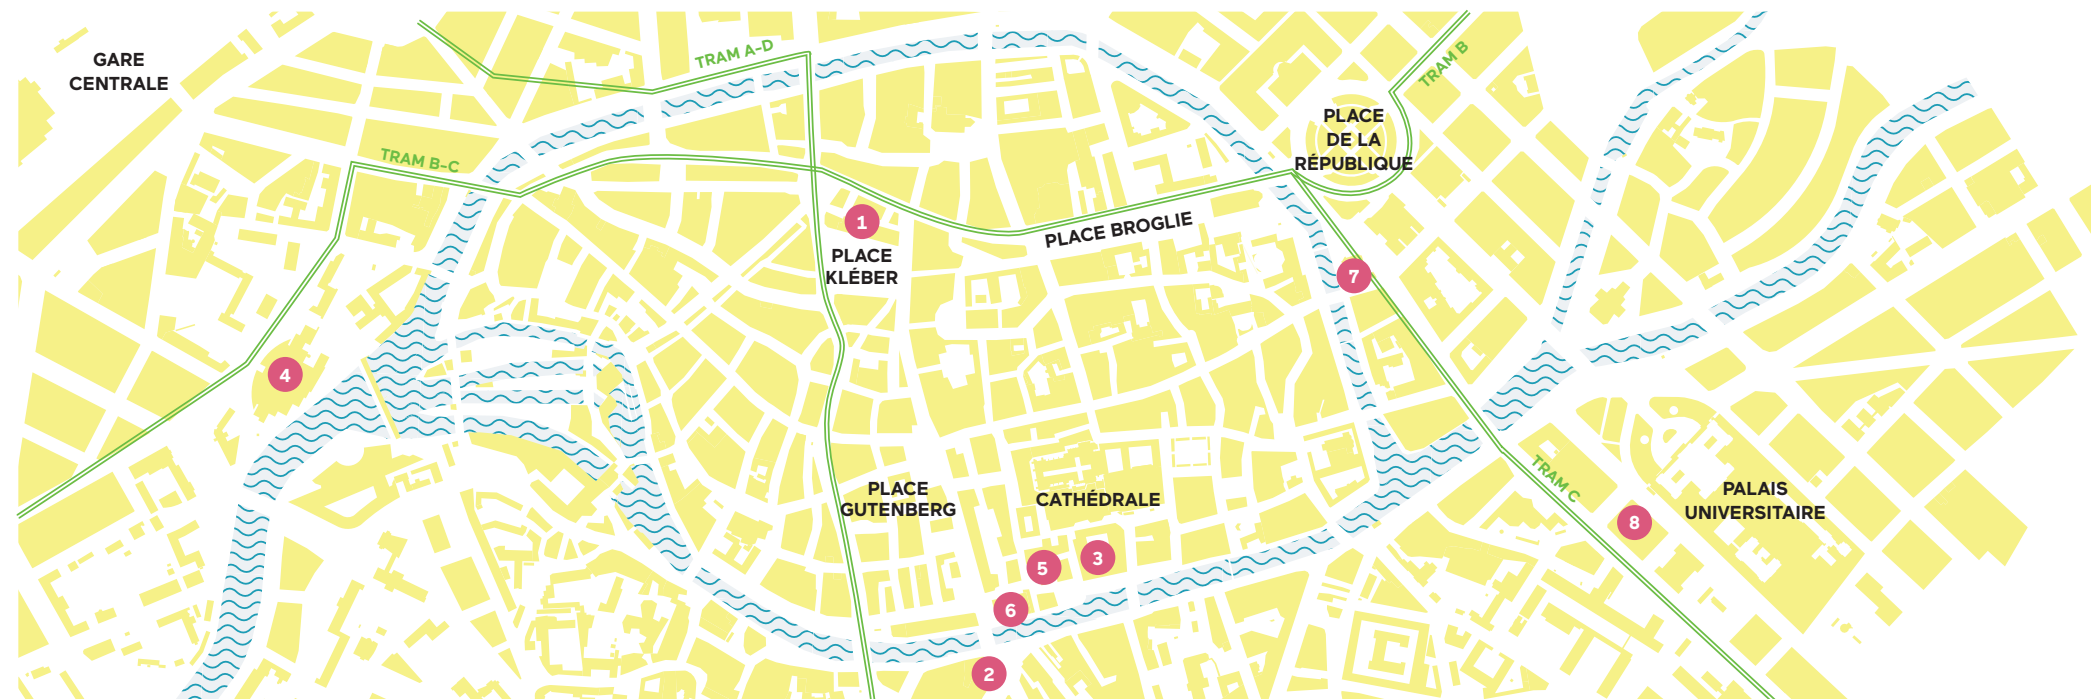 GARE
CENTRALE
TRAM A-D
TRAM B
PLACE
DE LA
RÉPUBLIQUE
TRAM B-C
1
PLACE
KLÉBER
PLACE BROGLIE
7
4
TRAM C
PLACE
GUTENBERG
CATHÉDRALE
PALAIS
UNIVERSITAIRE
8
5
3
6
2